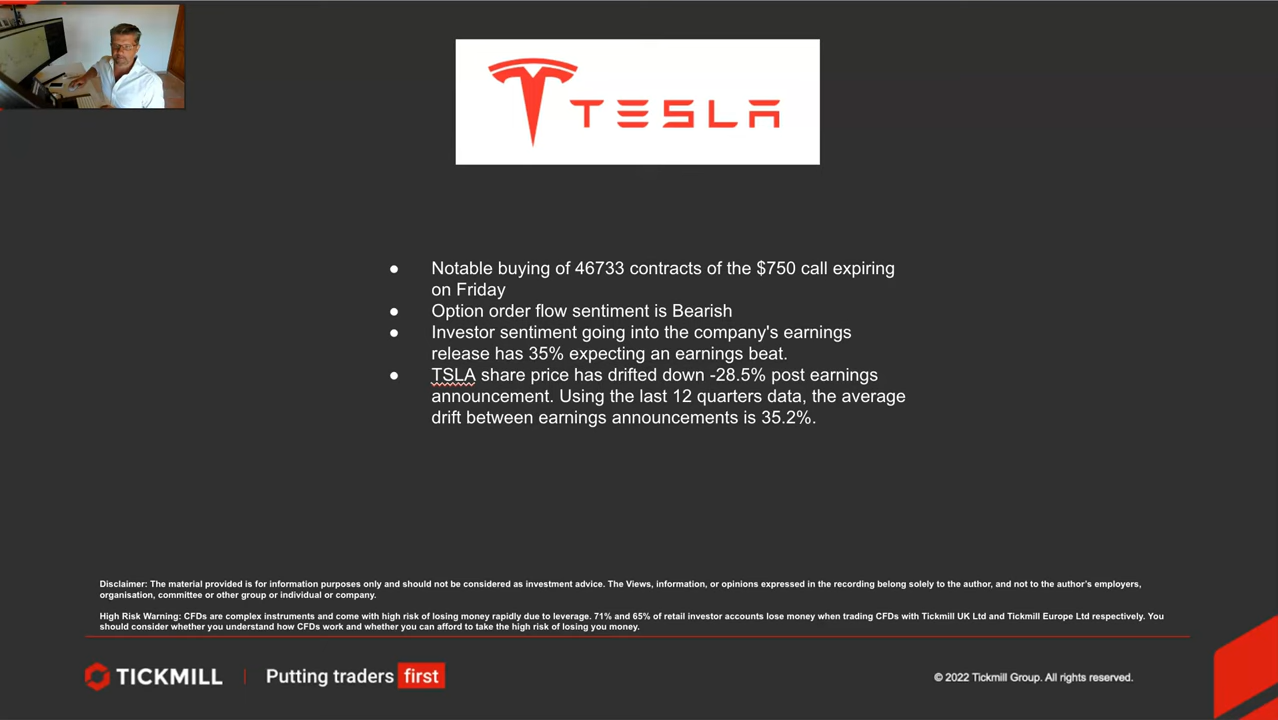 TESLA
● Notable buying of 46733 contracts of the $750 call expiring
on Friday
● Option order flow sentiment is Bearish
● Investor sentiment going into the company's earnings
release has 35% expecting an earnings beat.
● TSLA share price has drifted down -28.5% post earnings
announcement. Using the last 12 quarters data, the average
drift between earnings announcements is 35.2%.
Disclaimer: The material provided is for information purposes only and should not be considered as investment advice. The Views, information, or opinions expressed in the recording belong solely to the author, and not to the author's employers,
organisation, committee or other group or individual or company.
High Risk Warning: CFDs are complex instruments and come with high risk of losing money rapidly due to leverage. 71% and 65% of retail investor accounts lose money when trading CFDs with Tickmill UK Ltd and Tickmill Europe Ltd respectively. You
should consider whether you understand how CFDs work and whether you can afford to take the high risk of losing you money.
TICKMILL | Putting traders first
© 2022 Tickmill Group. All rights reserved.